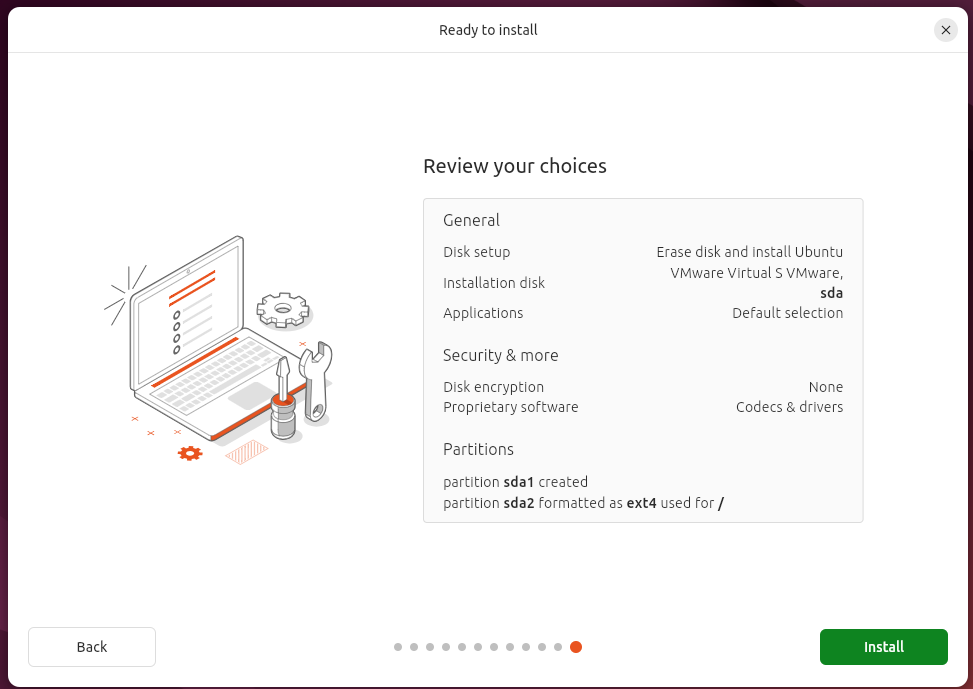 Ready to install
Review your choices
General
Disk setup Erase disk and install Ubuntu
Installation disk VMware Virtual S VMware,
sda
Applications Default selection
Security & more
Disk encryption None
Proprietary software Codecs & drivers
Partitions
partition sda1 created
partition sda2 formatted as ext4 used for /
Back Install